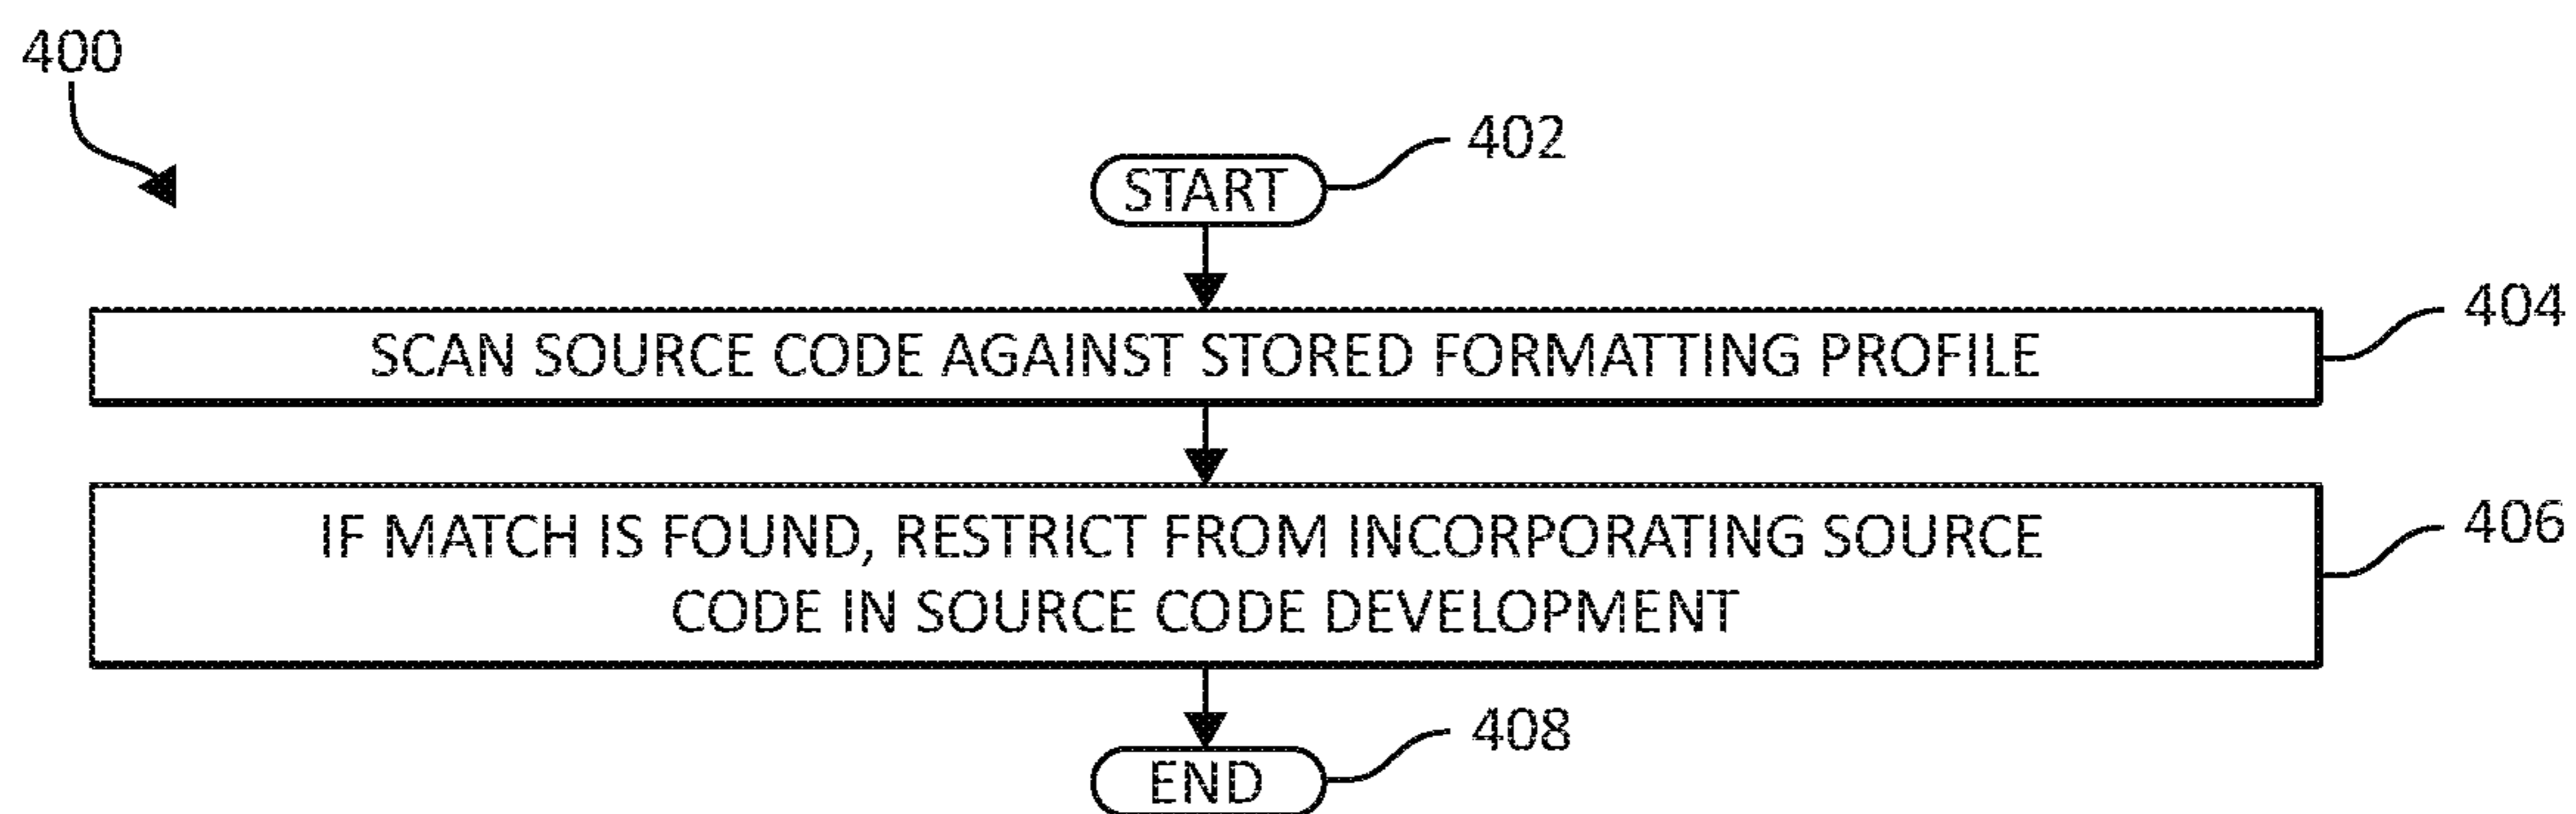 400
402
START
404
SCAN SOURCE CODE AGAINST STORED FORMATTING PROFILE
406
IF MATCH IS FOUND, RESTRICT FROM INCORPORATING SOURCE
CODE IN SOURCE CODE DEVELOPMENT
408
END